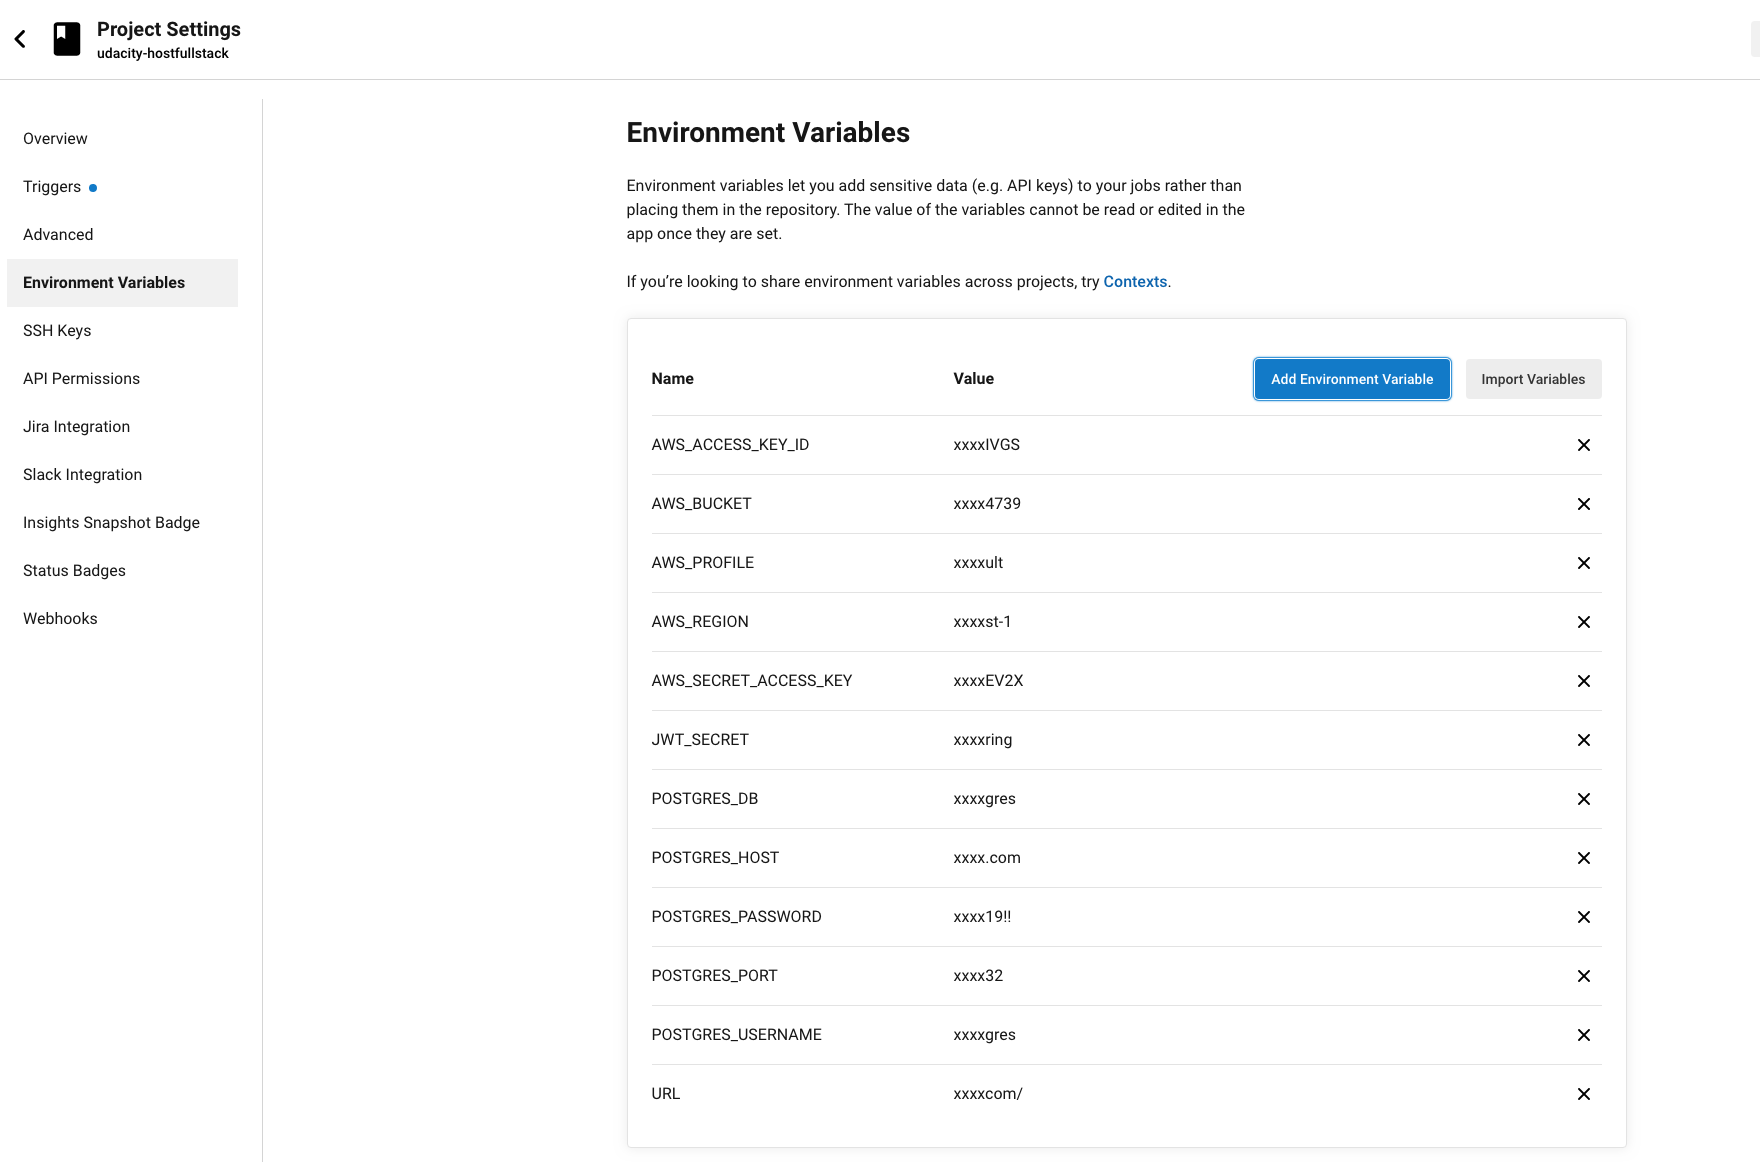 Project Settings
udacity-hostfullstack
Overview
Triggers
Advanced
Environment Variables
SSH Keys
API Permissions
Jira Integration
Slack Integration
Insights Snapshot Badge
Status Badges
Webhooks
Environment Variables
Environment variables let you add sensitive data (e.g. API keys) to your jobs rather than
placing them in the repository. The value of the variables cannot be read or edited in the
app once they are set.
If you’re looking to share environment variables across projects, try Contexts.
Name Value Add Environment Variable Import Variables
AWS_ACCESS_KEY_ID xxxxIVGS
AWS_BUCKET xxxx4739
AWS_PROFILE xxxxult
AWS_REGION xxxxst-1
AWS_SECRET_ACCESS_KEY xxxxEV2X
JWT_SECRET xxxxring
POSTGRES_DB xxxxgres
POSTGRES_HOST xxxx.com
POSTGRES_PASSWORD xxxx19!!
POSTGRES_PORT xxxx32
POSTGRES_USERNAME xxxxgres
URL xxxxcom/